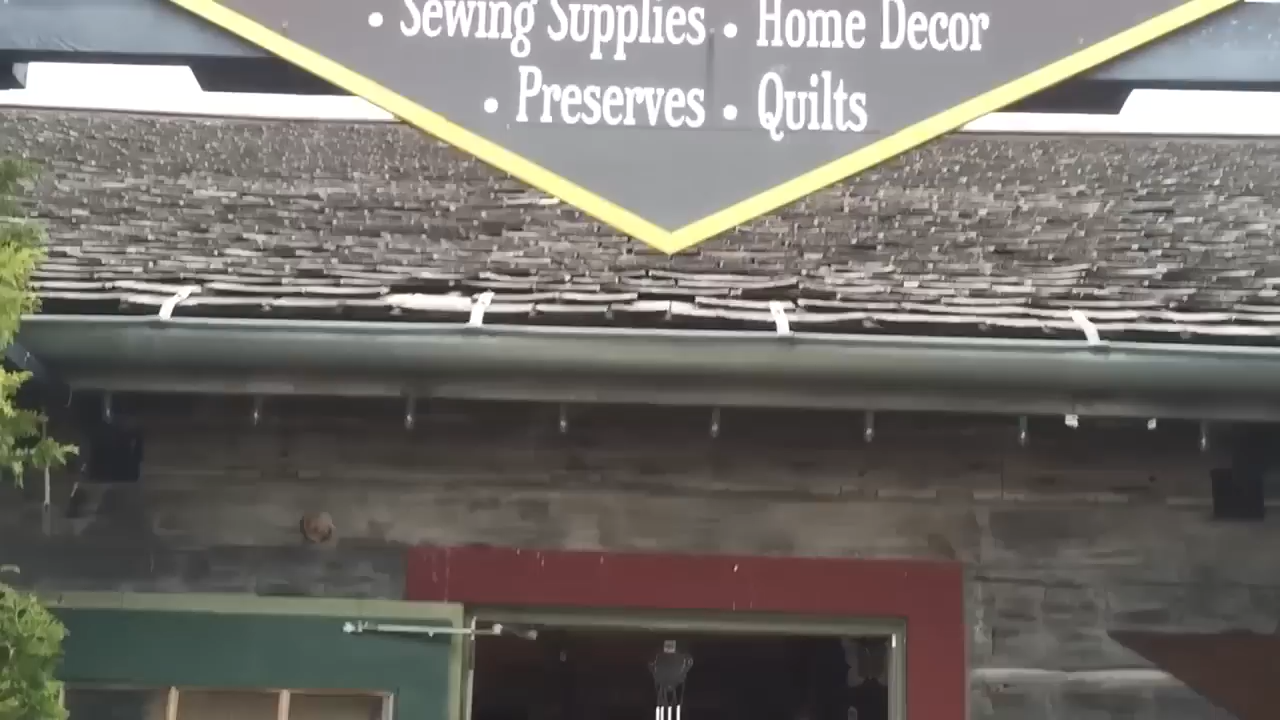 • Sewing Supplies • Home Decor
• Preserves • Quilts